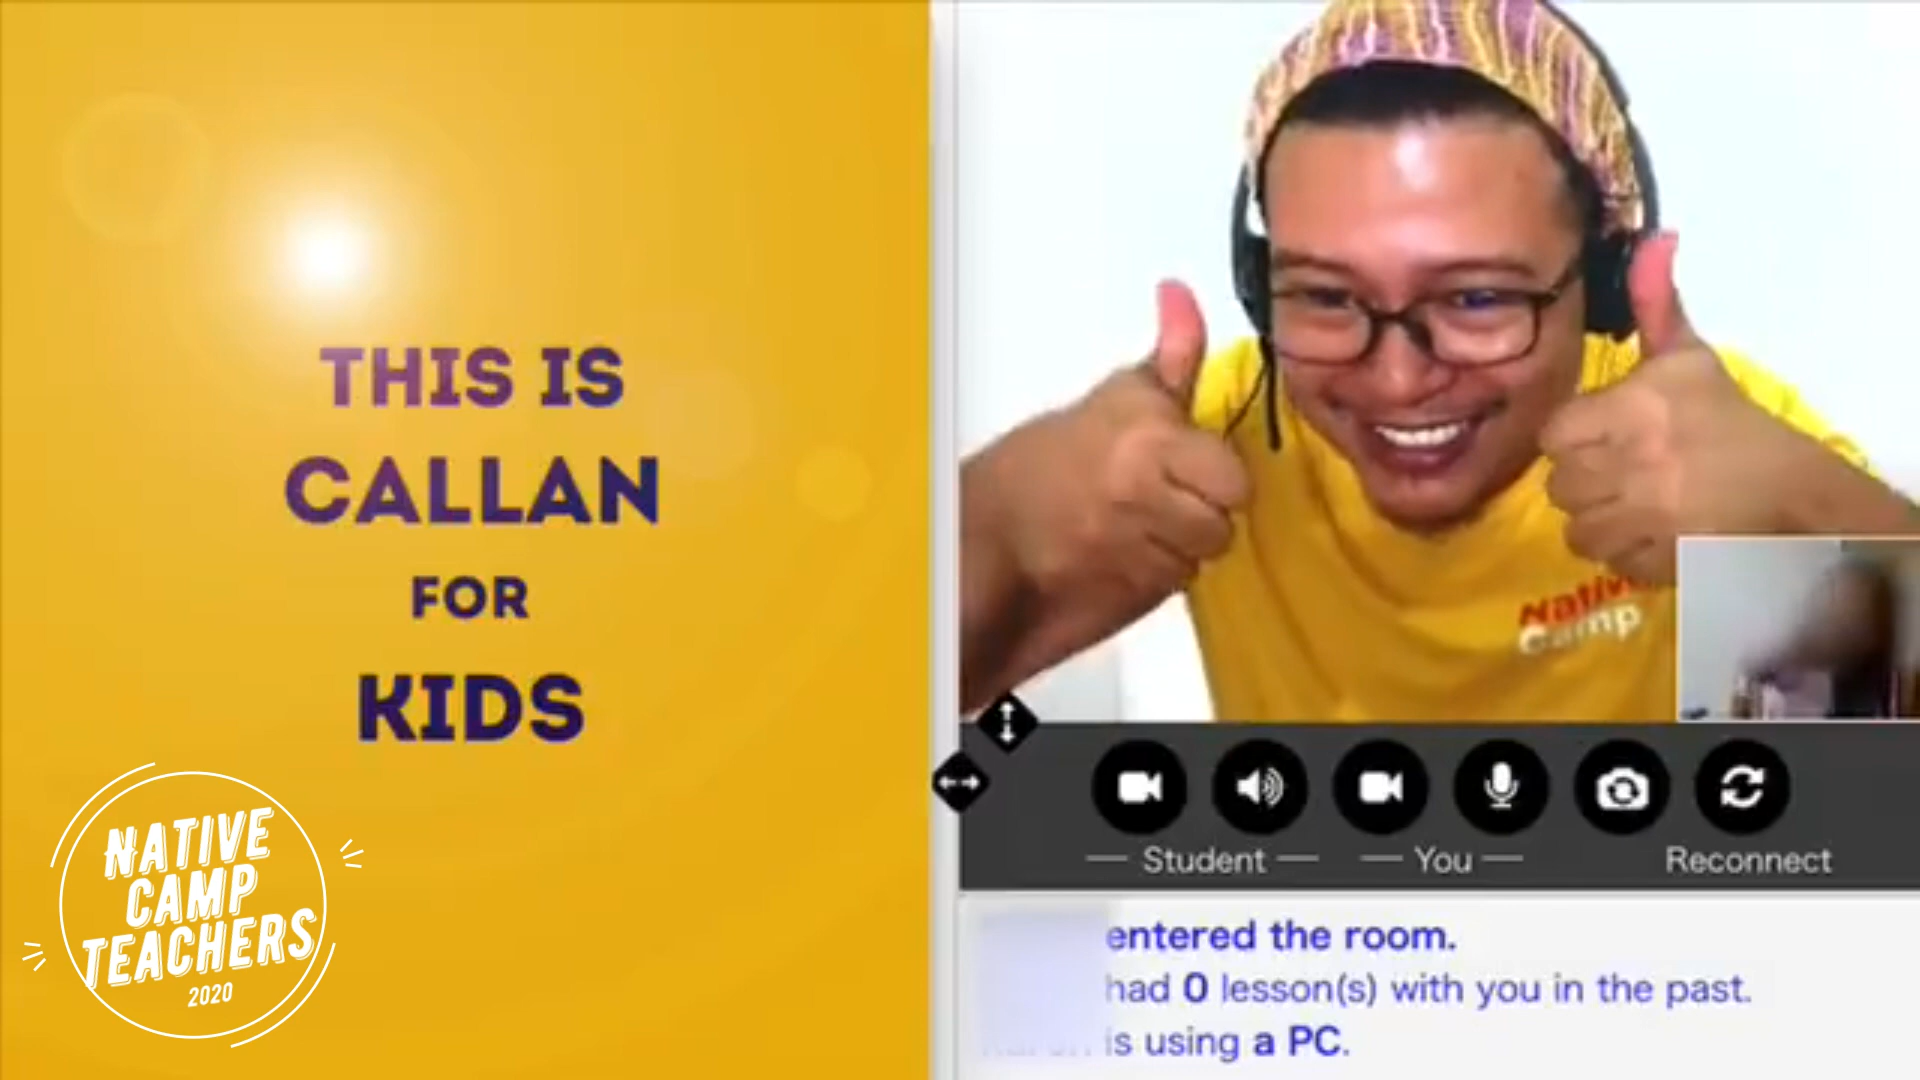 THIS IS
CALLAN
FOR
KIDS
NATIVE
CAMP
TEACHERS
2020
Native
Camp
Student
You
Reconnect
entered the room.
had 0 lesson(s) with you in the past.
is using a PC.